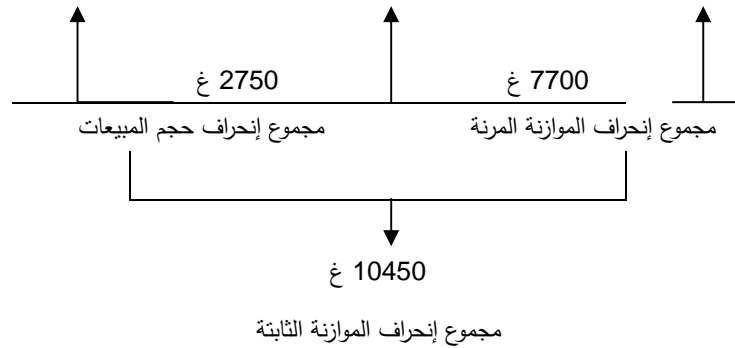 7700 غ 2750 غ
مجموع إنحراف الموازنة المرنة مجموع إنحراف حجم المبيعات
10450 غ
مجموع إنحراف الموازنة الثابتة